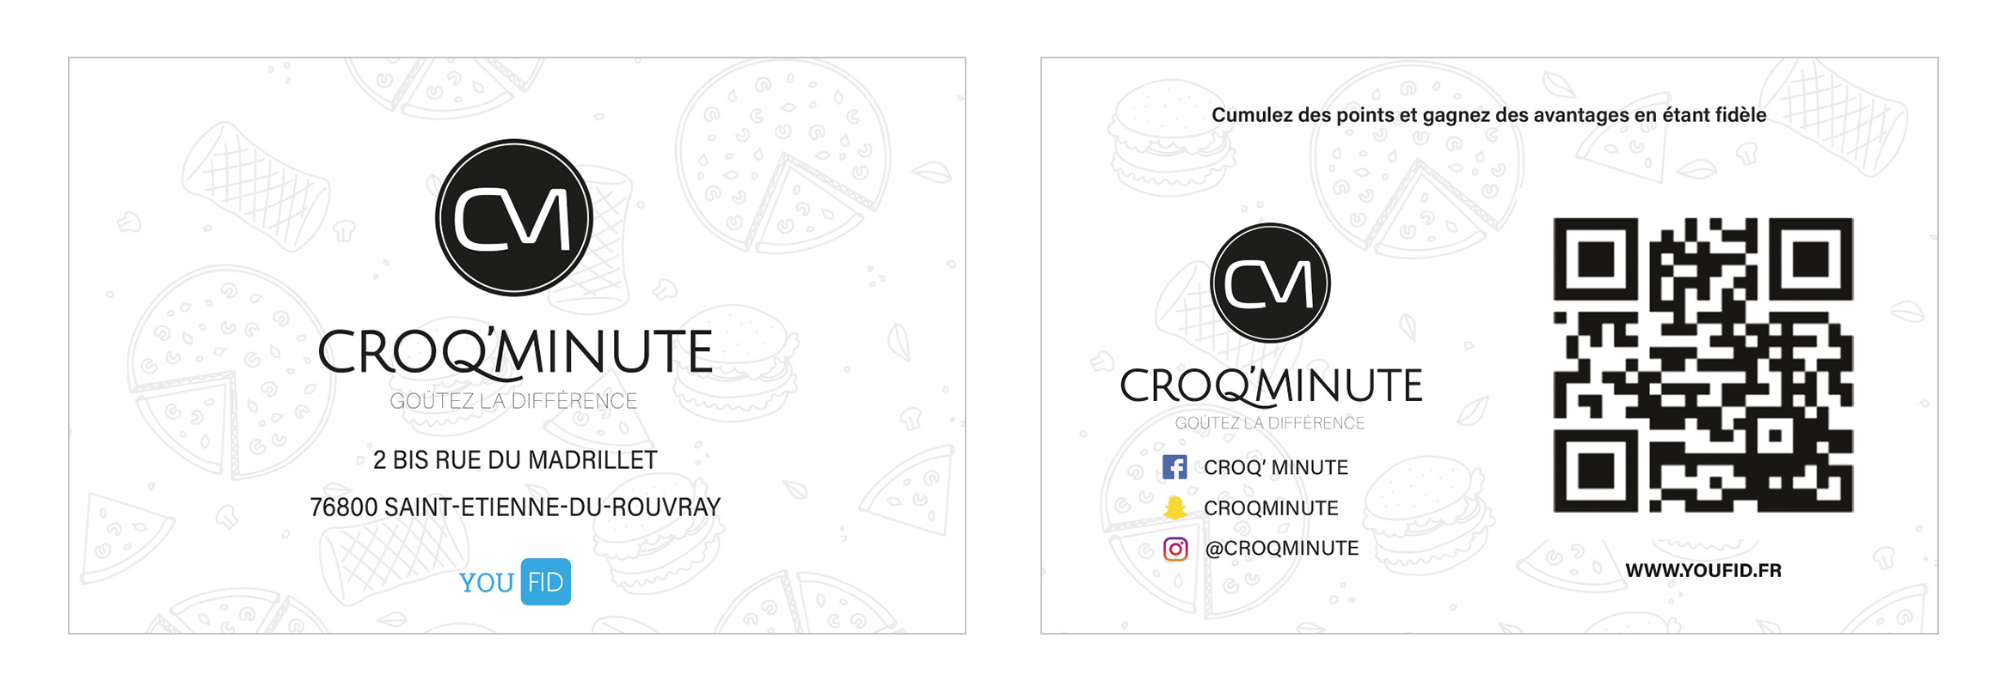 CM
CROQ'MINUTE
GOÛTEZ LA DIFFÉRENCE
2 BIS RUE DU MADRILLET
76800 SAINT-ETIENNE-DU-ROUVRAY
YOU FID
Cumulez des points et gagnez des avantages en étant fidèle
CM
CROQ'MINUTE
GOÛTEZ LA DIFFÉRENCE
CROQ' MINUTE
CROQMINUTE
@CROQMINUTE
WWW.YOUFID.FR